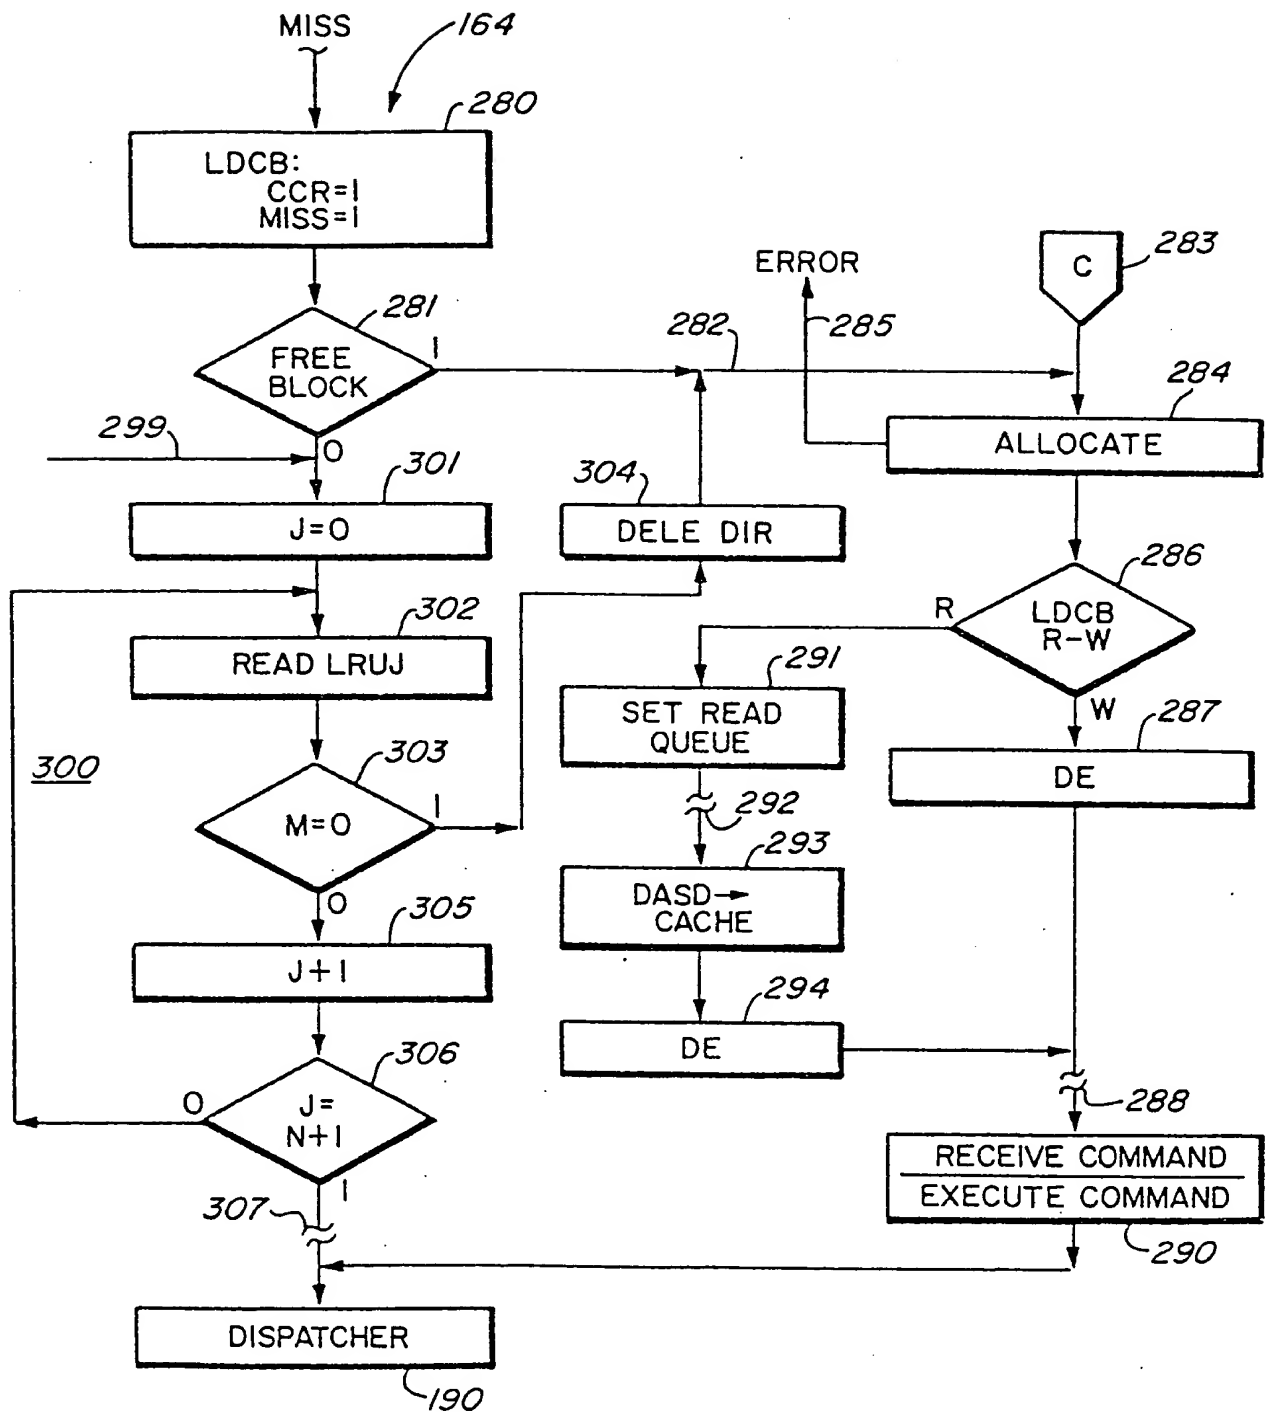 MISS
164
280
LDCB:
CCR=1
MISS=1
281
FREE
BLOCK
1
0
299
282
ERROR
285
C
283
284
ALLOCATE
301
J=0
304
DELE DIR
302
READ LRUJ
286
LDCB
R-W
R
W
291
SET READ
QUEUE
287
DE
300
303
M=0
1
0
292
293
DASD→
CACHE
305
J+1
294
DE
306
J=
N+1
0
1
307
288
RECEIVE COMMAND
EXECUTE COMMAND
290
DISPATCHER
190